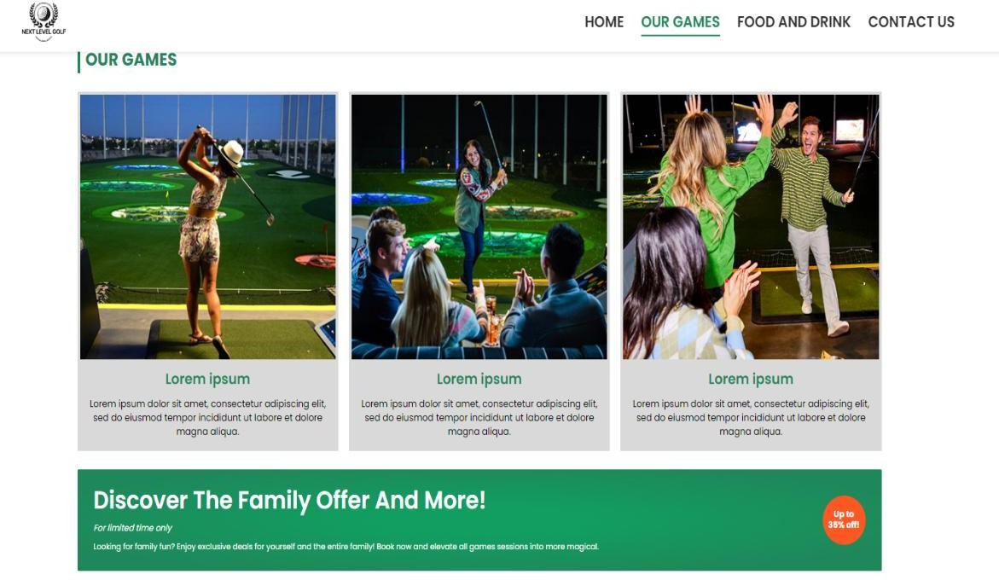 NEXT LEVEL GOLF
HOME OUR GAMES FOOD AND DRINK CONTACT US
OUR GAMES
Lorem ipsum
Lorem ipsum dolor sit amet, consectetur adipiscing elit,
sed do eiusmod tempor incididunt ut labore et dolore
magna aliqua.
Lorem ipsum
Lorem ipsum dolor sit amet, consectetur adipiscing elit,
sed do eiusmod tempor incididunt ut labore et dolore
magna aliqua.
Lorem ipsum
Lorem ipsum dolor sit amet, consectetur adipiscing elit,
sed do eiusmod tempor incididunt ut labore et dolore
magna aliqua.
Discover The Family Offer And More!
For limited time only
Looking for family fun? Enjoy exclusive deals for yourself and the entire family! Book now and elevate all games sessions into more magical.
Up to
35% off!